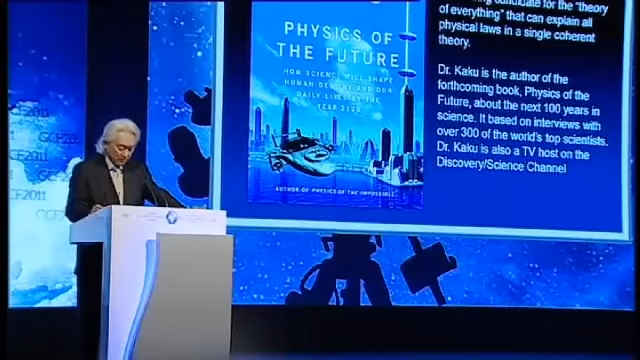 candidate for the "theory
of everything" that can explain all
physical laws in a single coherent
theory.
Dr. Kaku is the author of the
forthcoming book, Physics of the
Future, about the next 100 years in
science. It based on interviews with
over 300 of the world's top scientists.
Dr. Kaku is also a TV host on the
Discovery/Science Channel
PHYSICS OF
THE FUTURE
HOW SCIENCE WILL SHAPE
HUMAN DESTINY AND OUR
DAILY LIVES BY THE
YEAR 2100
AUTHOR OF PHYSICS OF THE IMPOSSIBLE
GCF2011